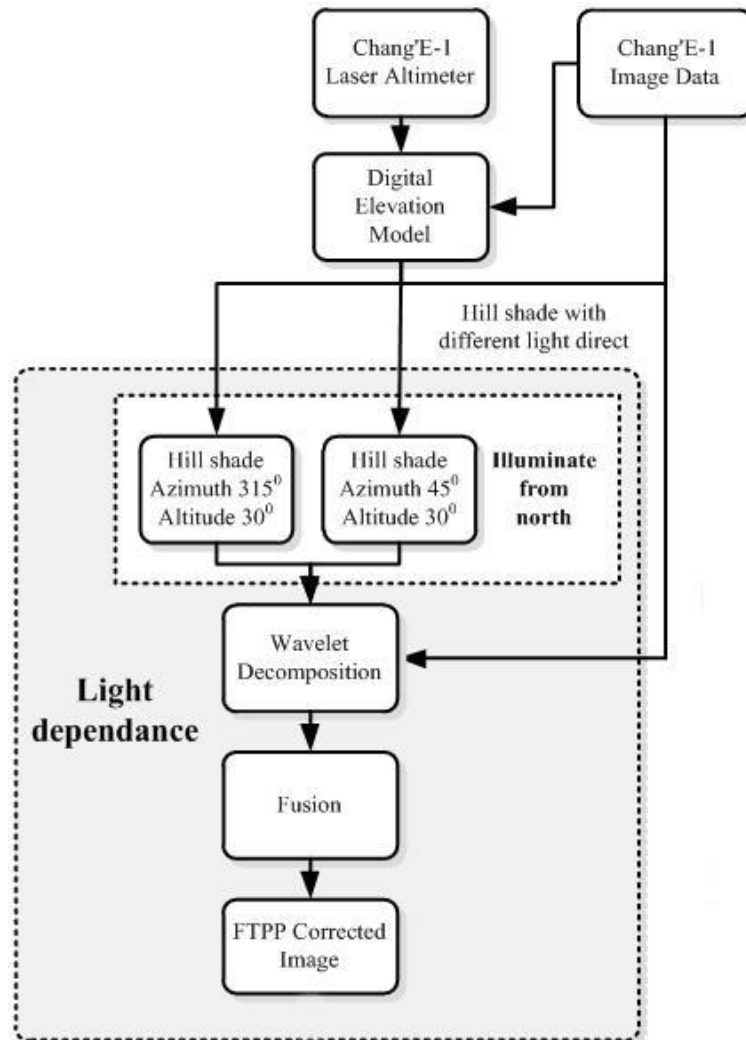 Chang'E-1
Laser Altimeter
Chang'E-1
Image Data
Digital
Elevation
Model
Hill shade with
different light direct
Hill shade
Azimuth 315⁰
Altitude 30⁰
Hill shade
Azimuth 45⁰
Altitude 30⁰
Illuminate
from
north
Wavelet
Decomposition
Light
dependance
Fusion
FTPP Corrected
Image